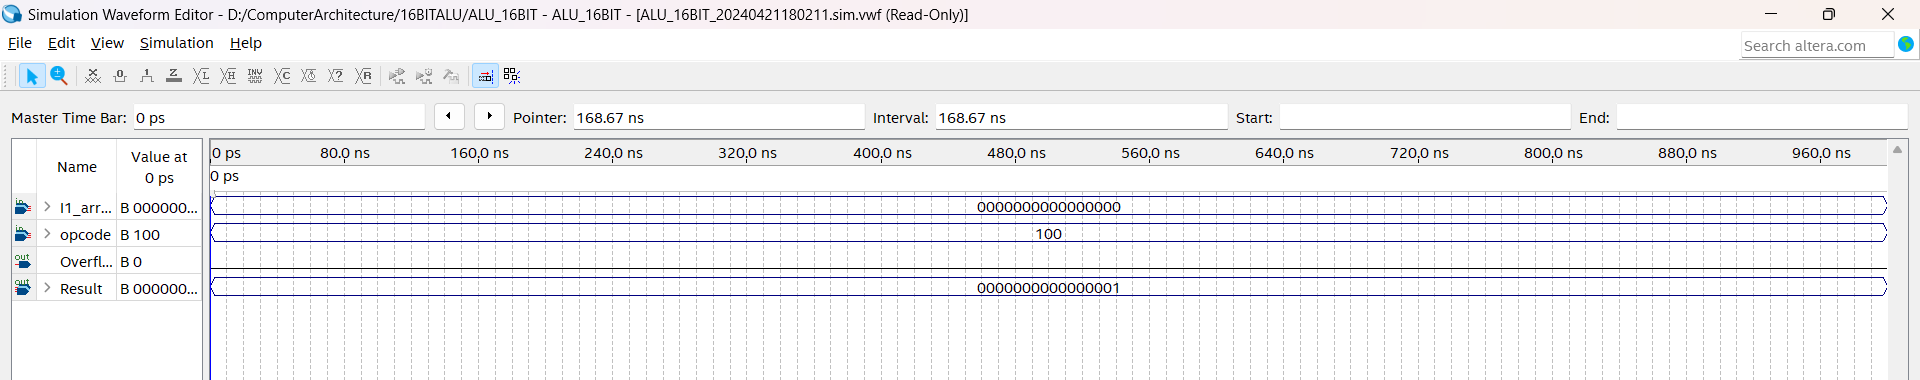 Simulation Waveform Editor - D:/ComputerArchitecture/16BITALU/ALU_16BIT - ALU_16BIT - [ALU_16BIT_20240421180211.sim.vwf (Read-Only)]
File Edit View Simulation Help
Search altera.com
Master Time Bar: 0 ps Pointer: 168.67 ns Interval: 168.67 ns Start: End:
Name Value at 0 ps
0 ps 80.0 ns 160.0 ns 240.0 ns 320.0 ns 400.0 ns 480.0 ns 560.0 ns 640.0 ns 720.0 ns 800.0 ns 880.0 ns 960.0 ns
0 ps
I1_arr... B 000000... 0000000000000000
opcode B 100 100
Overfl... B 0
Result B 000000... 0000000000000001